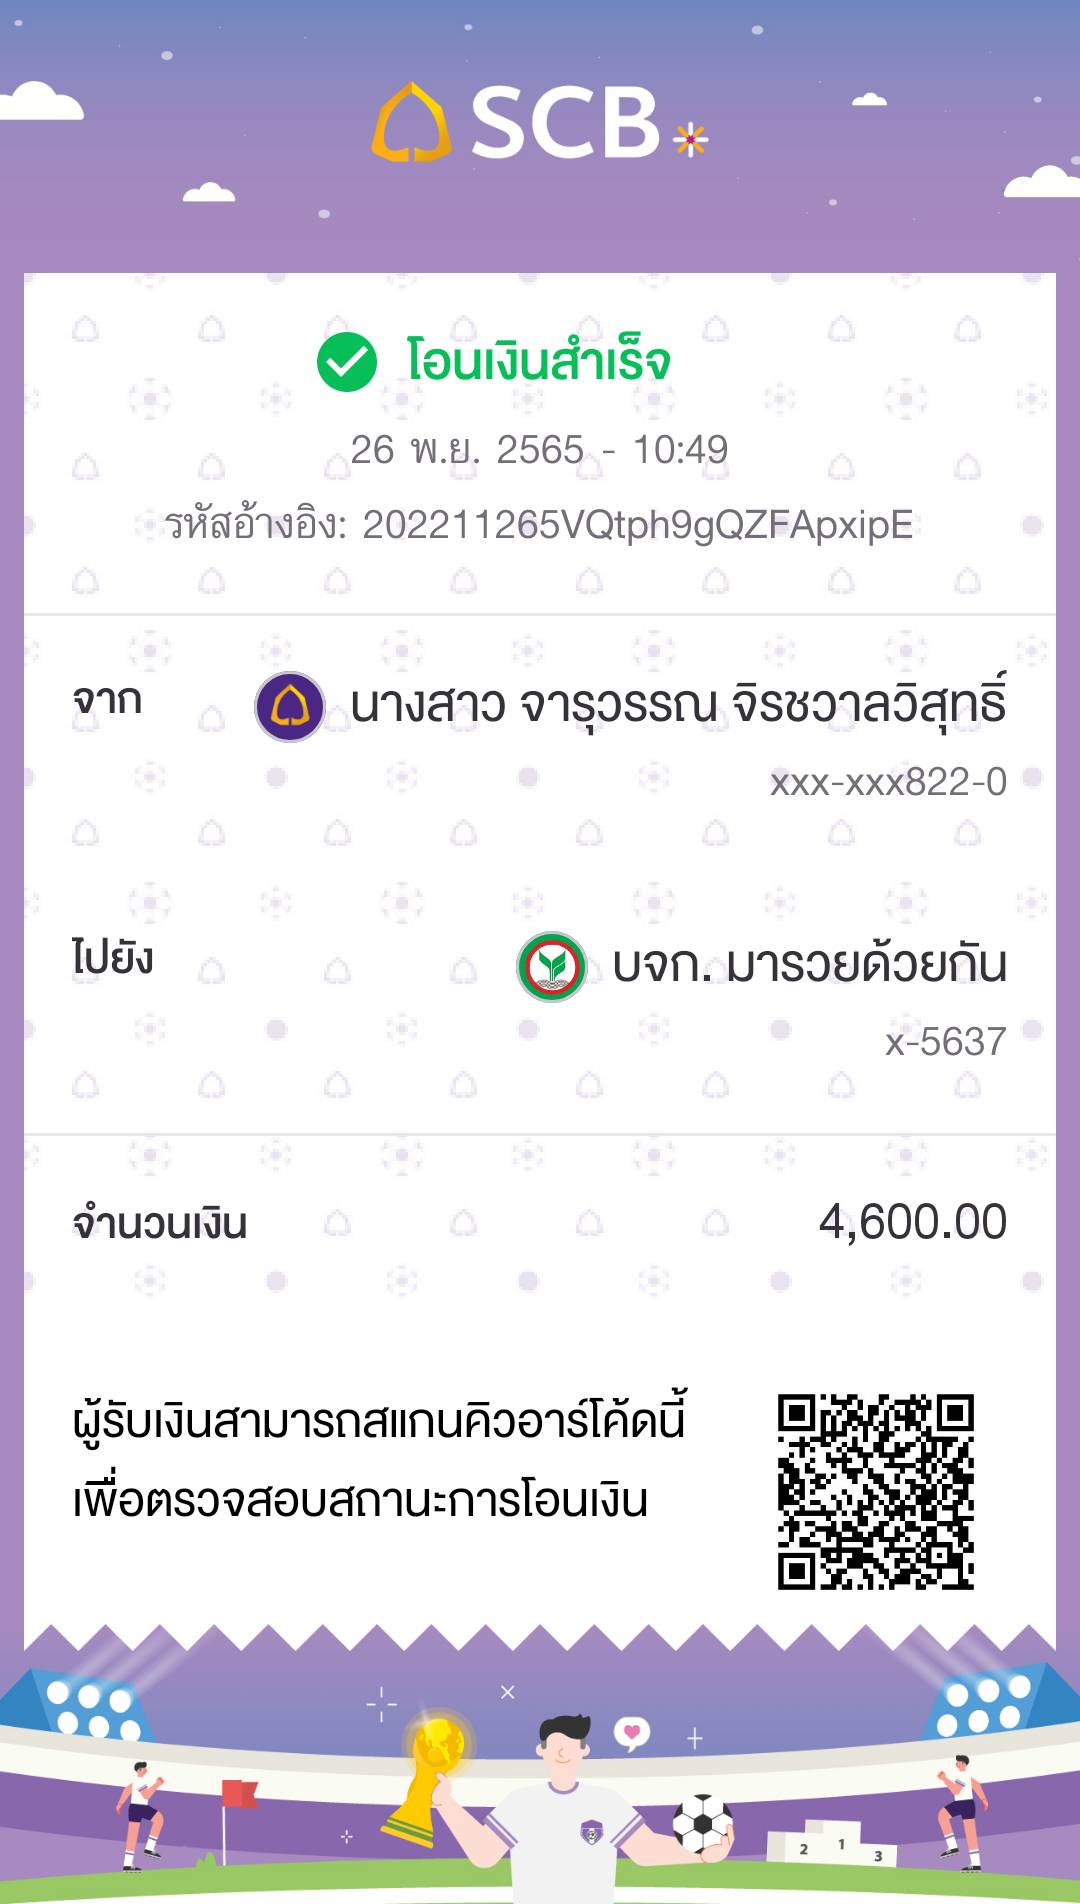 SCB
โอนเงินสำเร็จ
26 พ.ย. 2565 - 10:49
รหัสอ้างอิง: 202211265VQtph9gQZFApxipE
จาก นางสาว จารุวรรณ จิรชวาลวิสุทธิ์
xxx-xxx822-0
ไปยัง บจก. มารวยด้วยกัน
x-5637
จำนวนเงิน 4,600.00
ผู้รับเงินสามารถสแกนคิวอาร์โค้ดนี้
เพื่อตรวจสอบสถานะการโอนเงิน
2 1 3